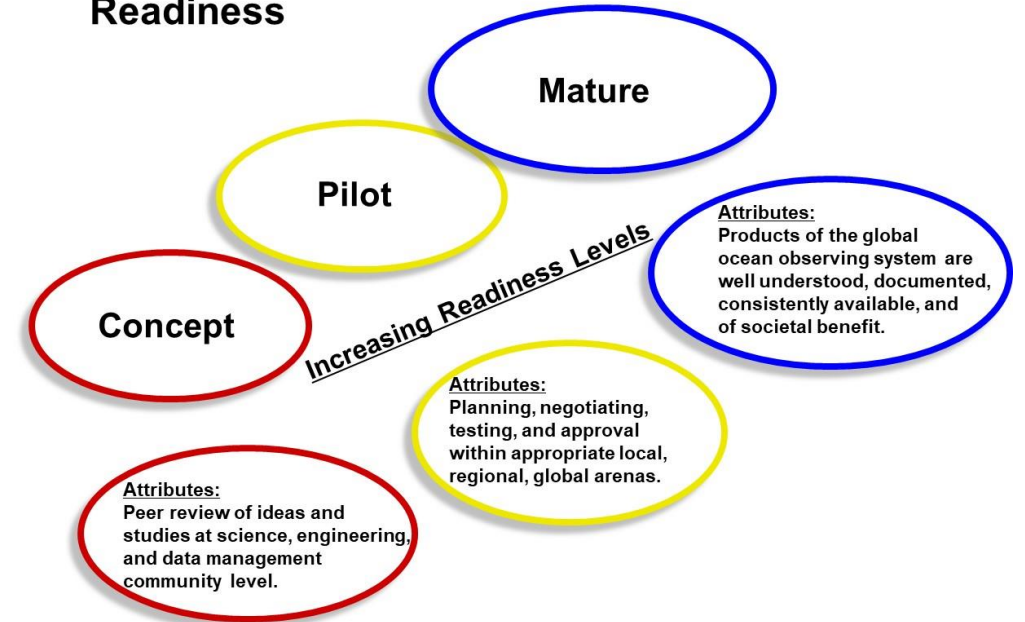 Readiness
Mature
Pilot
Concept
Increasing Readiness Levels
Attributes:
Products of the global
ocean observing system are
well understood, documented,
consistently available, and
of societal benefit.
Attributes:
Planning, negotiating,
testing, and approval
within appropriate local,
regional, global arenas.
Attributes:
Peer review of ideas and
studies at science, engineering,
and data management
community level.